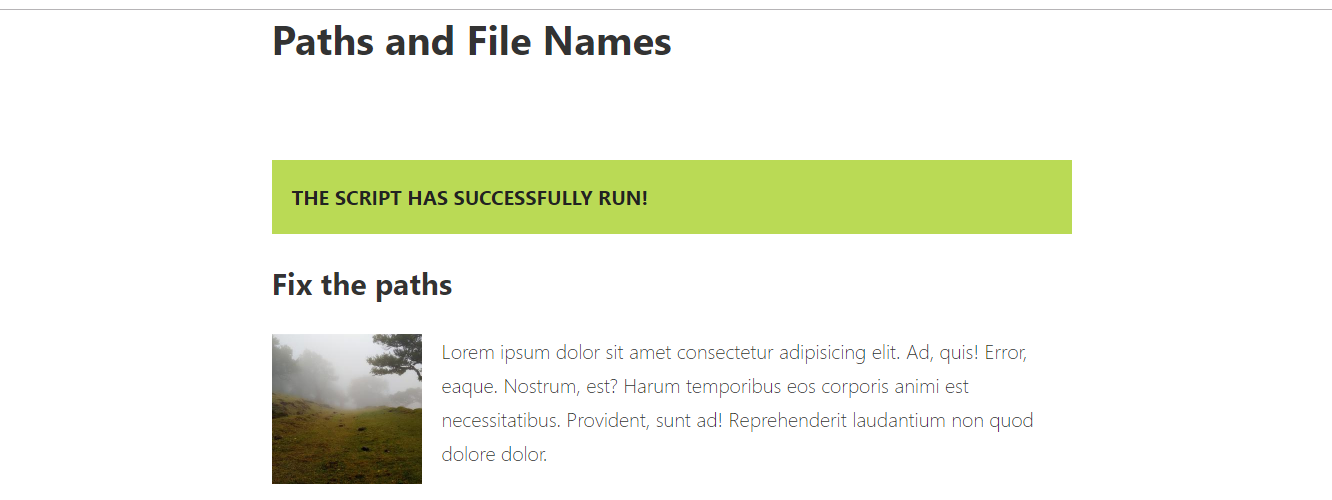 Paths and File Names
THE SCRIPT HAS SUCCESSFULLY RUN!
Fix the paths
Lorem ipsum dolor sit amet consectetur adipisicing elit. Ad, quis! Error,
eaque. Nostrum, est? Harum temporibus eos corporis animi est
necessitatibus. Provident, sunt ad! Reprehenderit laudantium non quod
dolore dolor.